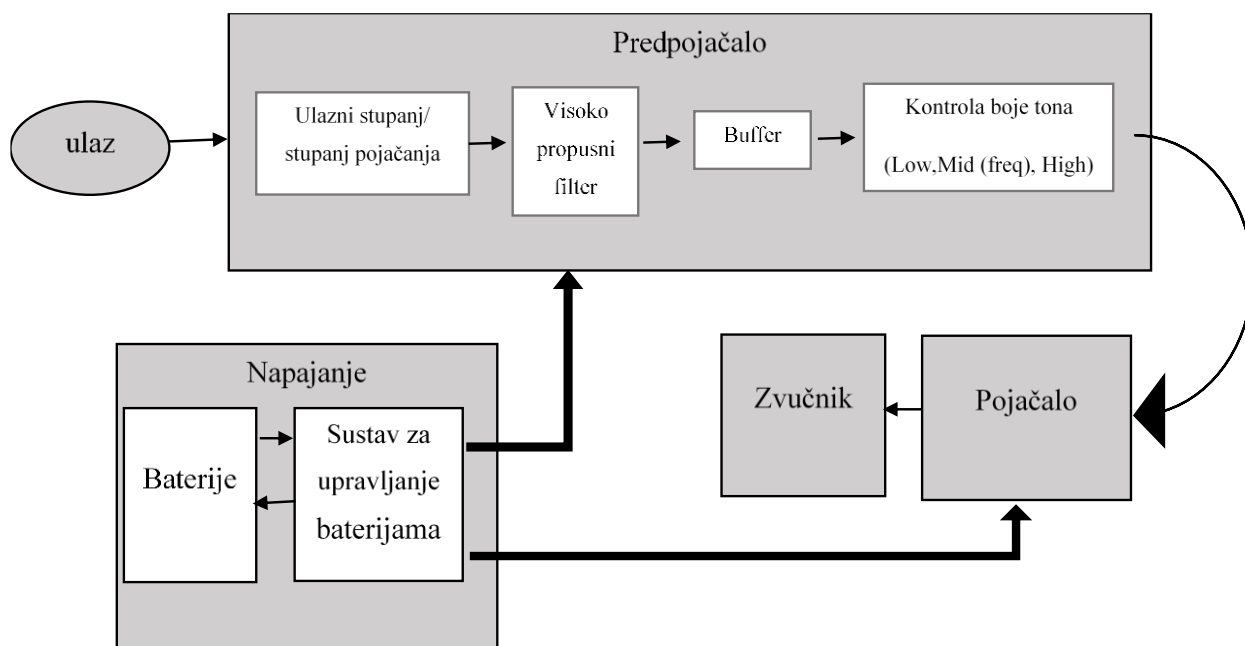 Predpojačalo
ulaz
Ulazni stupanj/
stupanj pojačanja
Visoko
propusni
filter
Buffer
Kontrola boje tona
(Low,Mid (freq), High)
Napajanje
Baterije
Sustav za
upravljanje
baterijama
Zvučnik
Pojačalo